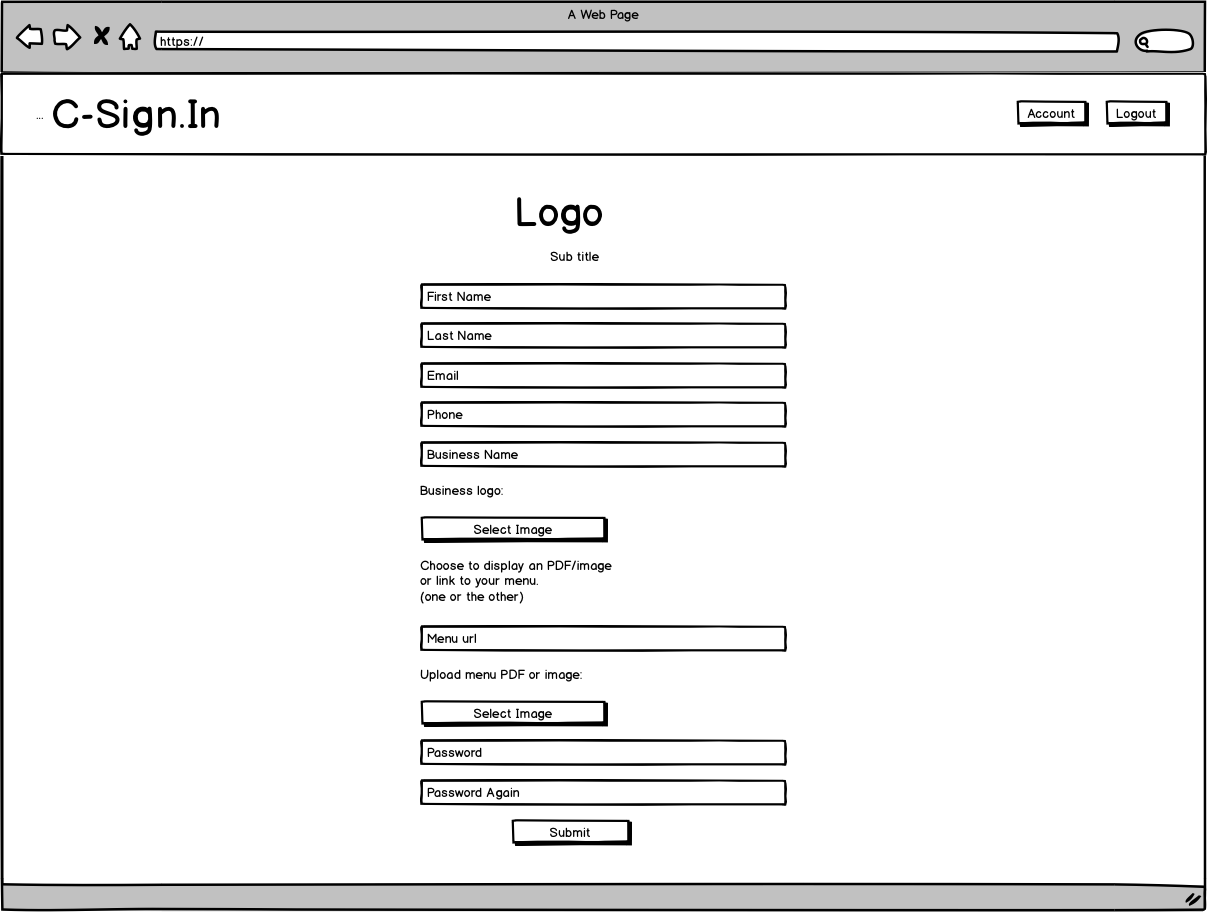 A Web Page
https://
... C-Sign.In
Account
Logout
Logo
Sub title
First Name
Last Name
Email
Phone
Business Name
Business logo:
Select Image
Choose to display an PDF/image
or link to your menu.
(one or the other)
Menu url
Upload menu PDF or image:
Select Image
Password
Password Again
Submit